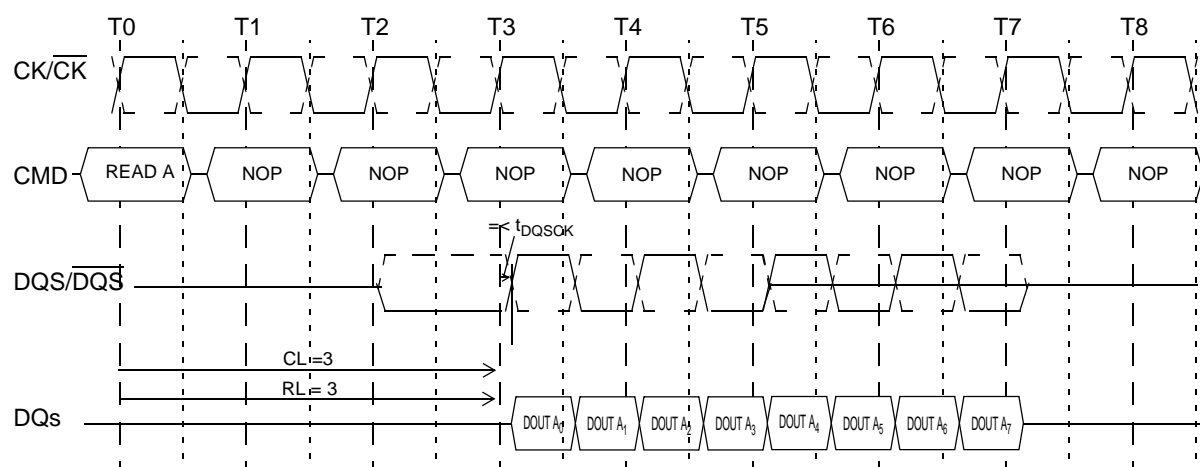 T0 T1 T2 T3 T4 T5 T6 T7 T8
CK/CK
CMD READ A NOP NOP NOP NOP NOP NOP NOP NOP
=< tDQSCK
DQS/DQS
CL =3
RL = 3
DQs DOUT A0 DOUT A1 DOUT A2 DOUT A3 DOUT A4 DOUT A5 DOUT A6 DOUT A7